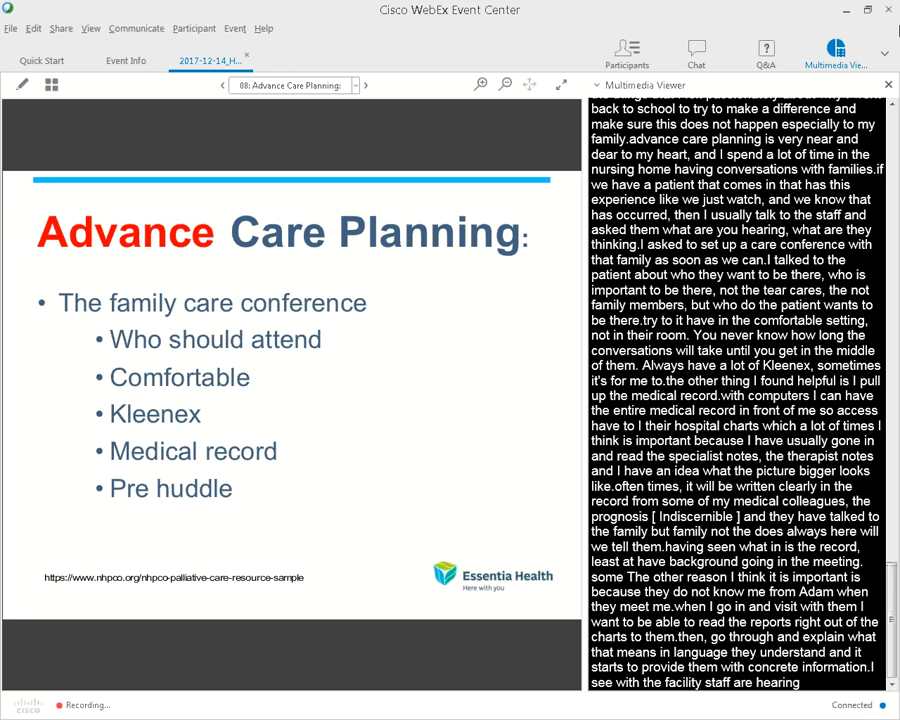 Cisco WebEx Event Center
File Edit Share View Communicate Participant Event Help
Quick Start Event Info 2017-12-14_H...
Participants Chat Q&A Multimedia Vie...
08: Advance Care Planning:
Multimedia Viewer
Advance Care Planning:
• The family care conference
• Who should attend
• Comfortable
• Kleenex
• Medical record
• Pre huddle
https://www.nhpco.org/nhpco-palliative-care-resource-sample
Essentia Health
Here with you
back to school to try to make a difference and
make sure this does not happen especially to my
family.advance care planning is very near and
dear to my heart, and I spend a lot of time in the
nursing home having conversations with families.if
we have a patient that comes in that has this
experience like we just watch, and we know that
has occurred, then I usually talk to the staff and
asked them what are you hearing, what are they
thinking.I asked to set up a care conference with
that family as soon as we can.I talked to the
patient about who they want to be there, who is
important to be there, not the tear cares, the not
family members, but who do the patient wants to
be there.try to it have in the comfortable setting,
not in their room. You never know how long the
conversations will take until you get in the middle
of them. Always have a lot of Kleenex, sometimes
it's for me to.the other thing I found helpful is I pull
up the medical record.with computers I can have
the entire medical record in front of me so access
have to I their hospital charts which a lot of times I
think is important because I have usually gone in
and read the specialist notes, the therapist notes
and I have an idea what the picture bigger looks
like.often times, it will be written clearly in the
record from some of my medical colleagues, the
prognosis [ Indiscernible ] and they have talked to
the family but family not the does always here will
we tell them.having seen what in is the record,
least at have background going in the meeting.
some The other reason I think it is important is
because they do not know me from Adam when
they meet me.when I go in and visit with them I
want to be able to read the reports right out of the
charts to them.then, go through and explain what
that means in language they understand and it
starts to provide them with concrete information.I
see with the facility staff are hearing
cisco Recording... Connected